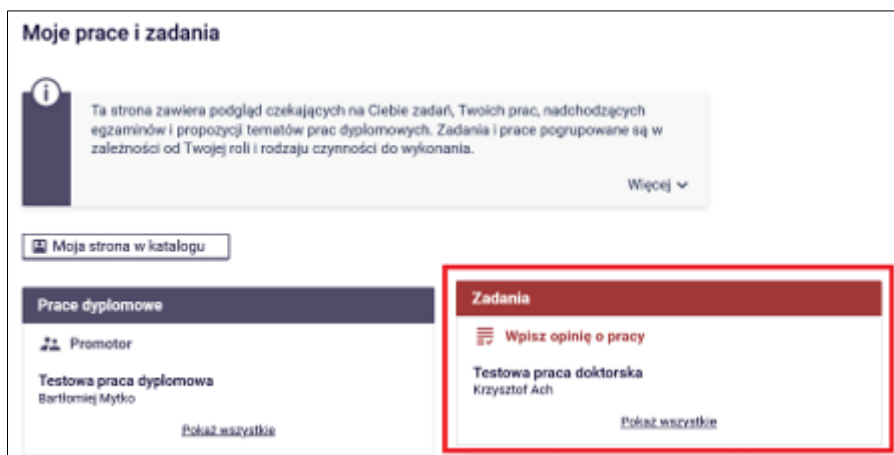 Moje prace i zadania
Ta strona zawiera podgląd czekających na Ciebie zadań, Twoich prac, nadchodzących
egzaminów i propozycji tematów prac dyplomowych. Zadania i prace pogrupowane są w
zależności od Twojej roli i rodzaju czynności do wykonania.
Więcej
Moja strona w katalogu
Prace dyplomowe
Promotor
Testowa praca dyplomowa
Bartłomiej Mytko
Pokaż wszystkie
Zadania
Wpisz opinię o pracy
Testowa praca doktorska
Krzysztof Ach
Pokaż wszystkie